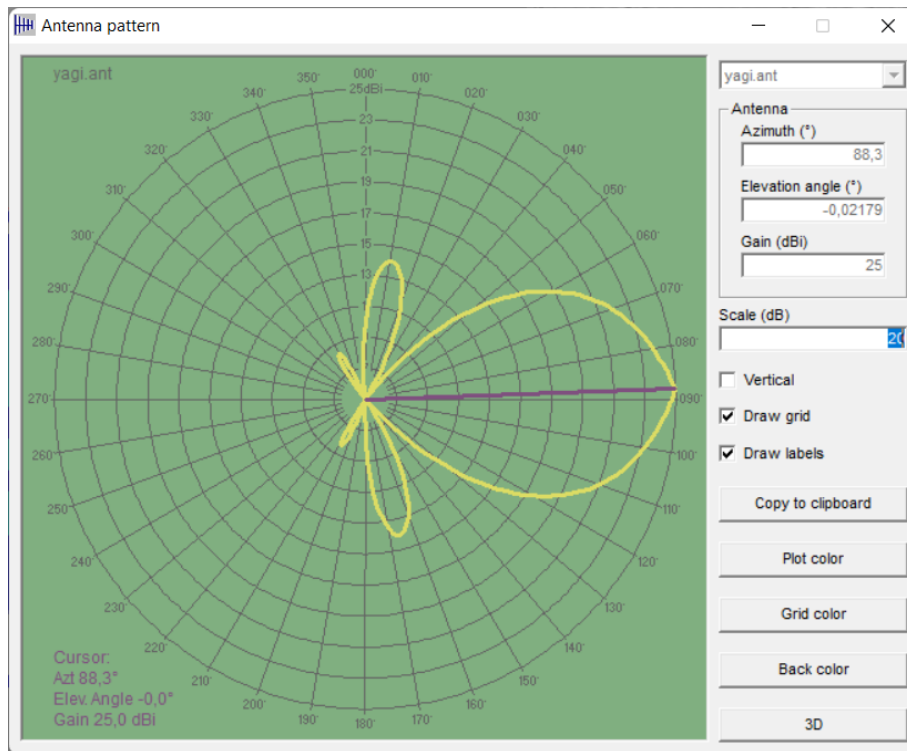 Antenna pattern
yagi.ant
000°
010°
020°
030°
040°
050°
060°
070°
080°
090°
100°
110°
120°
130°
140°
150°
160°
170°
180°
190°
200°
210°
220°
230°
240°
250°
260°
270°
280°
290°
300°
310°
320°
330°
340°
350°
25dBi
23
21
19
17
15
13
Cursor:
Azt 88,3°
Elev. Angle -0,0°
Gain 25,0 dBi
yagi.ant
Antenna
Azimuth (°)
88,3
Elevation angle (°)
-0,02179
Gain (dBi)
25
Scale (dB)
20
Vertical
Draw grid
Draw labels
Copy to clipboard
Plot color
Grid color
Back color
3D